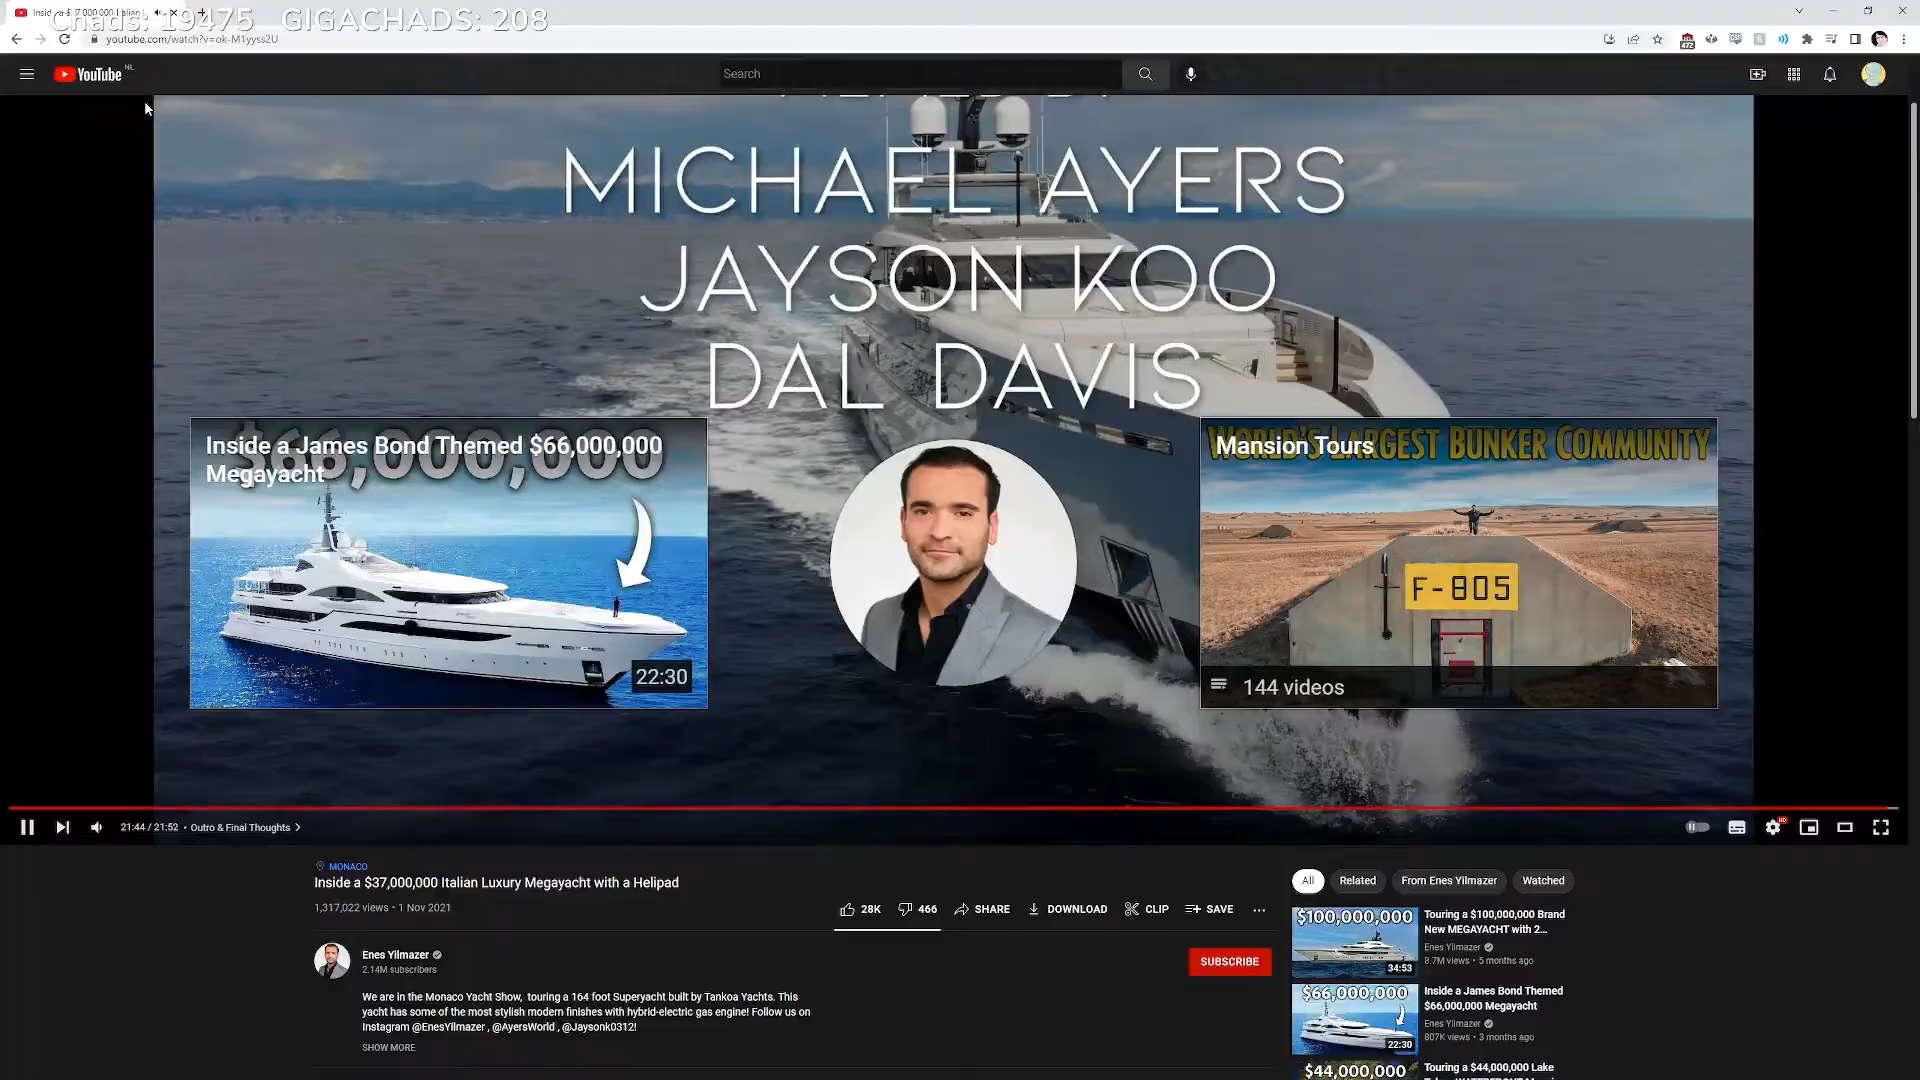 Chads: 19475 GIGACHADS: 208
youtube.com/watch?v=ok-M1yyss2U
472
YouTube NL
Search
MICHAEL AYERS
JAYSON KOO
DAL DAVIS
$66,000,000
Inside a James Bond Themed $66,000,000
Megayacht
22:30
WORLD'S LARGEST BUNKER COMMUNITY
Mansion Tours
F-805
144 videos
21:44 / 21:52 • Outro & Final Thoughts
HD
MONACO
Inside a $37,000,000 Italian Luxury Megayacht with a Helipad
1,317,022 views • 1 Nov 2021
28K
466
SHARE
DOWNLOAD
CLIP
SAVE
Enes Yilmazer
2.14M subscribers
SUBSCRIBE
We are in the Monaco Yacht Show, touring a 164 foot Superyacht built by Tankoa Yachts. This
yacht has some of the most stylish modern finishes with hybrid-electric gas engine! Follow us on
Instagram @EnesYilmazer , @AyersWorld , @Jaysonk0312!
SHOW MORE
All
Related
From Enes Yilmazer
Watched
$100,000,000
34:53
Touring a $100,000,000 Brand
New MEGAYACHT with 2...
Enes Yilmazer
8.7M views • 5 months ago
$66,000,000
22:30
Inside a James Bond Themed
$66,000,000 Megayacht
Enes Yilmazer
807K views • 3 months ago
$44,000,000
Touring a $44,000,000 Lake